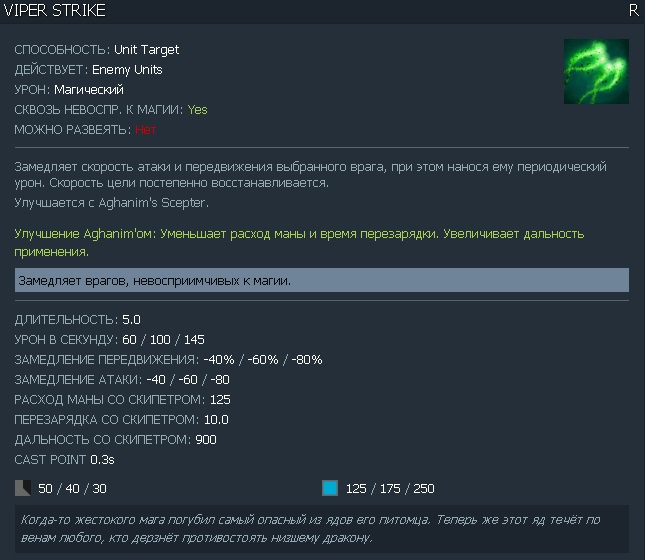 VIPER STRIKE R
СПОСОБНОСТЬ: Unit Target
ДЕЙСТВУЕТ: Enemy Units
УРОН: Магический
СКВОЗЬ НЕВОСПР. К МАГИИ: Yes
МОЖНО РАЗВЕЯТЬ: Нет
Замедляет скорость атаки и передвижения выбранного врага, при этом нанося ему периодический
урон. Скорость цели постепенно восстанавливается.
Улучшается с Aghanim's Scepter.
Улучшение Aghanim'ом: Уменьшает расход маны и время перезарядки. Увеличивает дальность
применения.
Замедляет врагов, невосприимчивых к магии.
ДЛИТЕЛЬНОСТЬ: 5.0
УРОН В СЕКУНДУ: 60 / 100 / 145
ЗАМЕДЛЕНИЕ ПЕРЕДВИЖЕНИЯ: -40% / -60% / -80%
ЗАМЕДЛЕНИЕ АТАКИ: -40 / -60 / -80
РАСХОД МАНЫ СО СКИПЕТРОМ: 125
ПЕРЕЗАРЯДКА СО СКИПЕТРОМ: 10.0
ДАЛЬНОСТЬ СО СКИПЕТРОМ: 900
CAST POINT 0.3s
50 / 40 / 30 125 / 175 / 250
Когда-то жестокого мага погубил самый опасный из ядов его питомца. Теперь же этот яд течёт по
венам любого, кто дерзнёт противостоять низшему дракону.